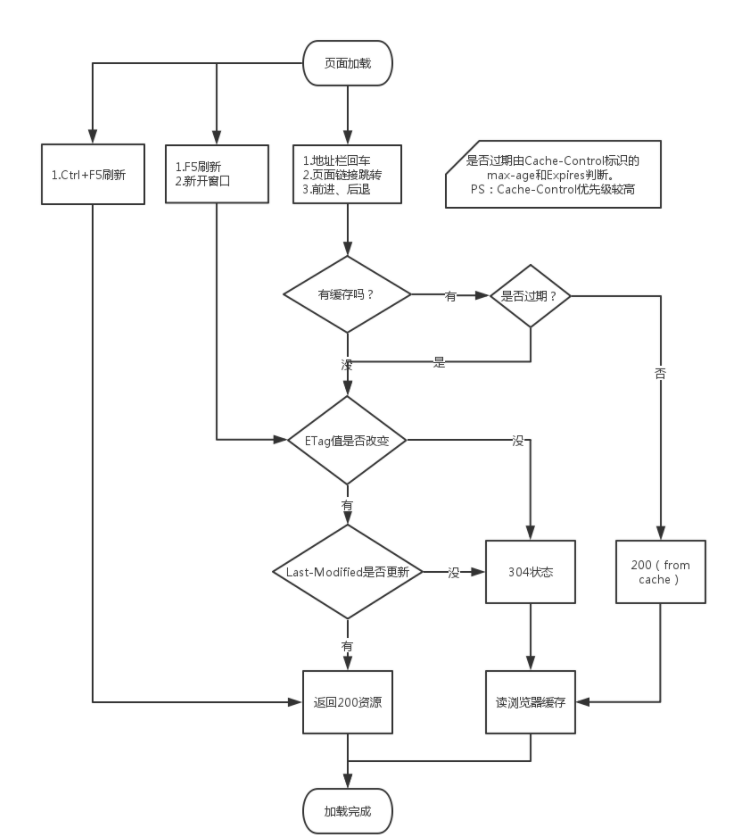 页面加载
1.Ctrl+F5刷新
1.F5刷新
2.新开窗口
1.地址栏回车
2.页面链接跳转
3.前进、后退
是否过期由Cache-Control标识的
max-age和Expires判断。
PS：Cache-Control优先级较高
有缓存吗？
有
是否过期？
没
是
否
ETag值是否改变
没
有
Last-Modified是否更新
没
304状态
200（from
cache）
有
返回200资源
读浏览器缓存
加载完成